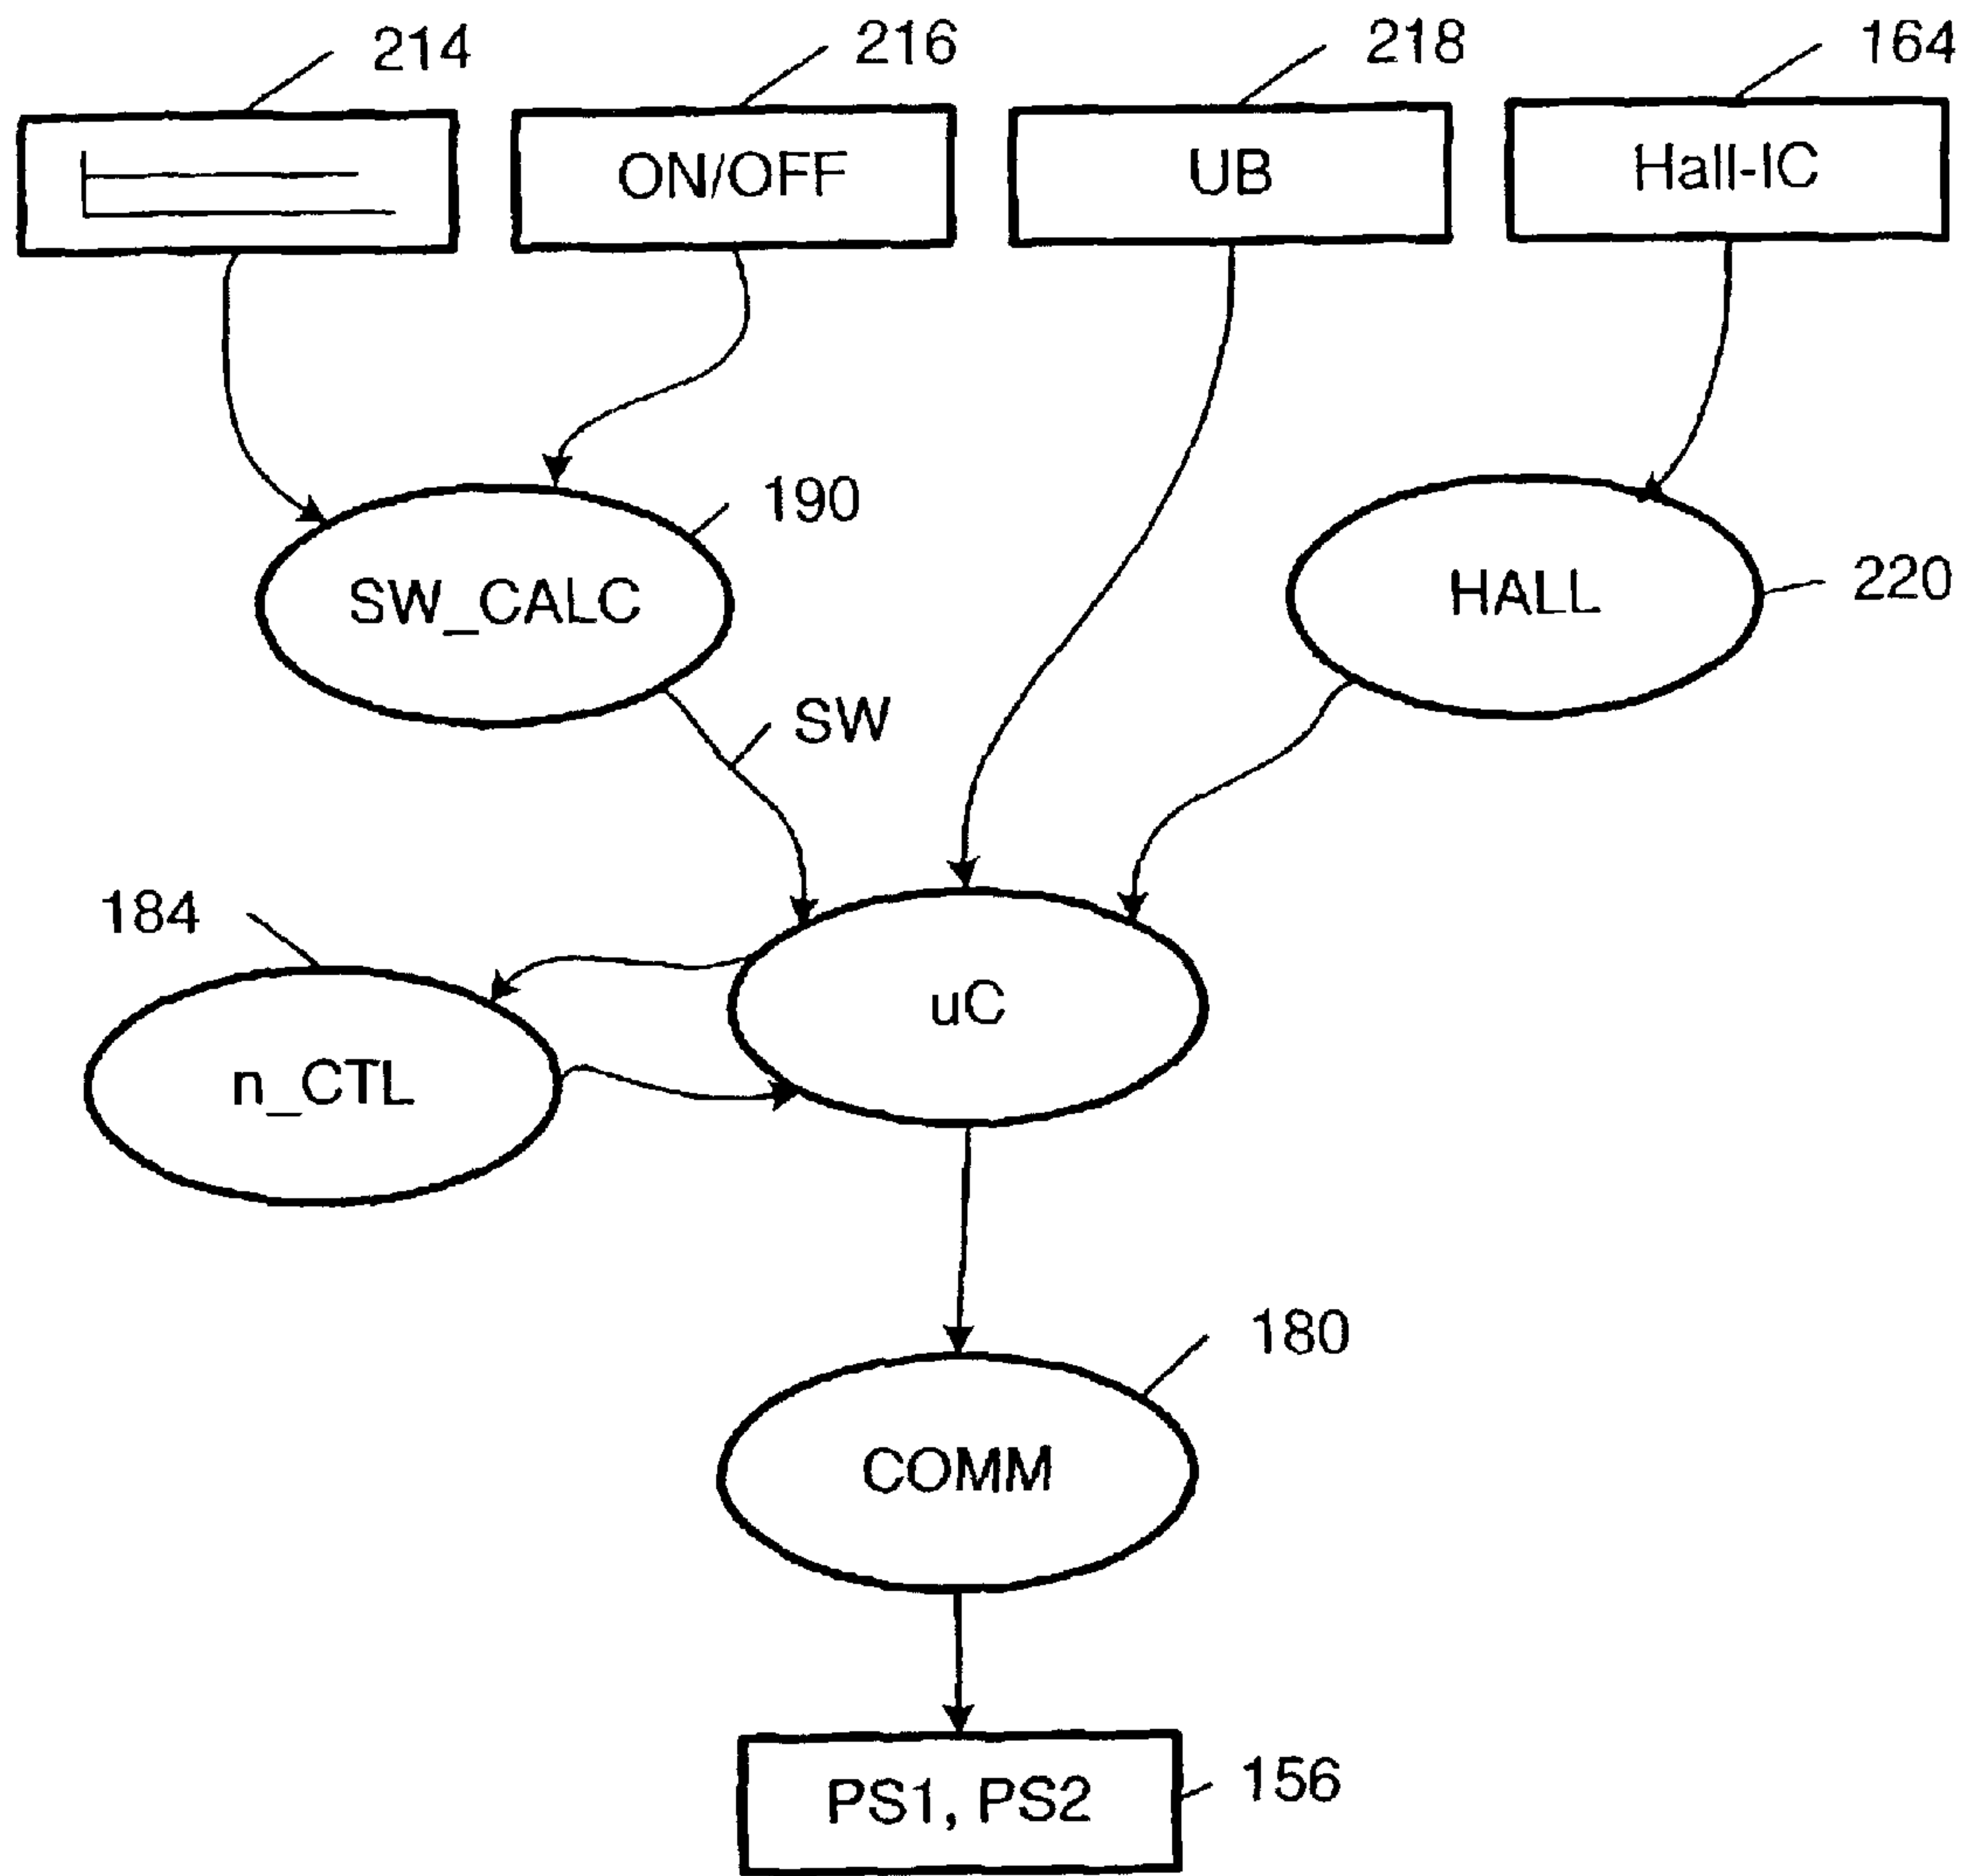 214
216
218
164
ON/OFF
UB
Hall-IC
190
SW_CALC
HALL
220
SW
184
uC
n_CTL
180
COMM
PS1, PS2
156